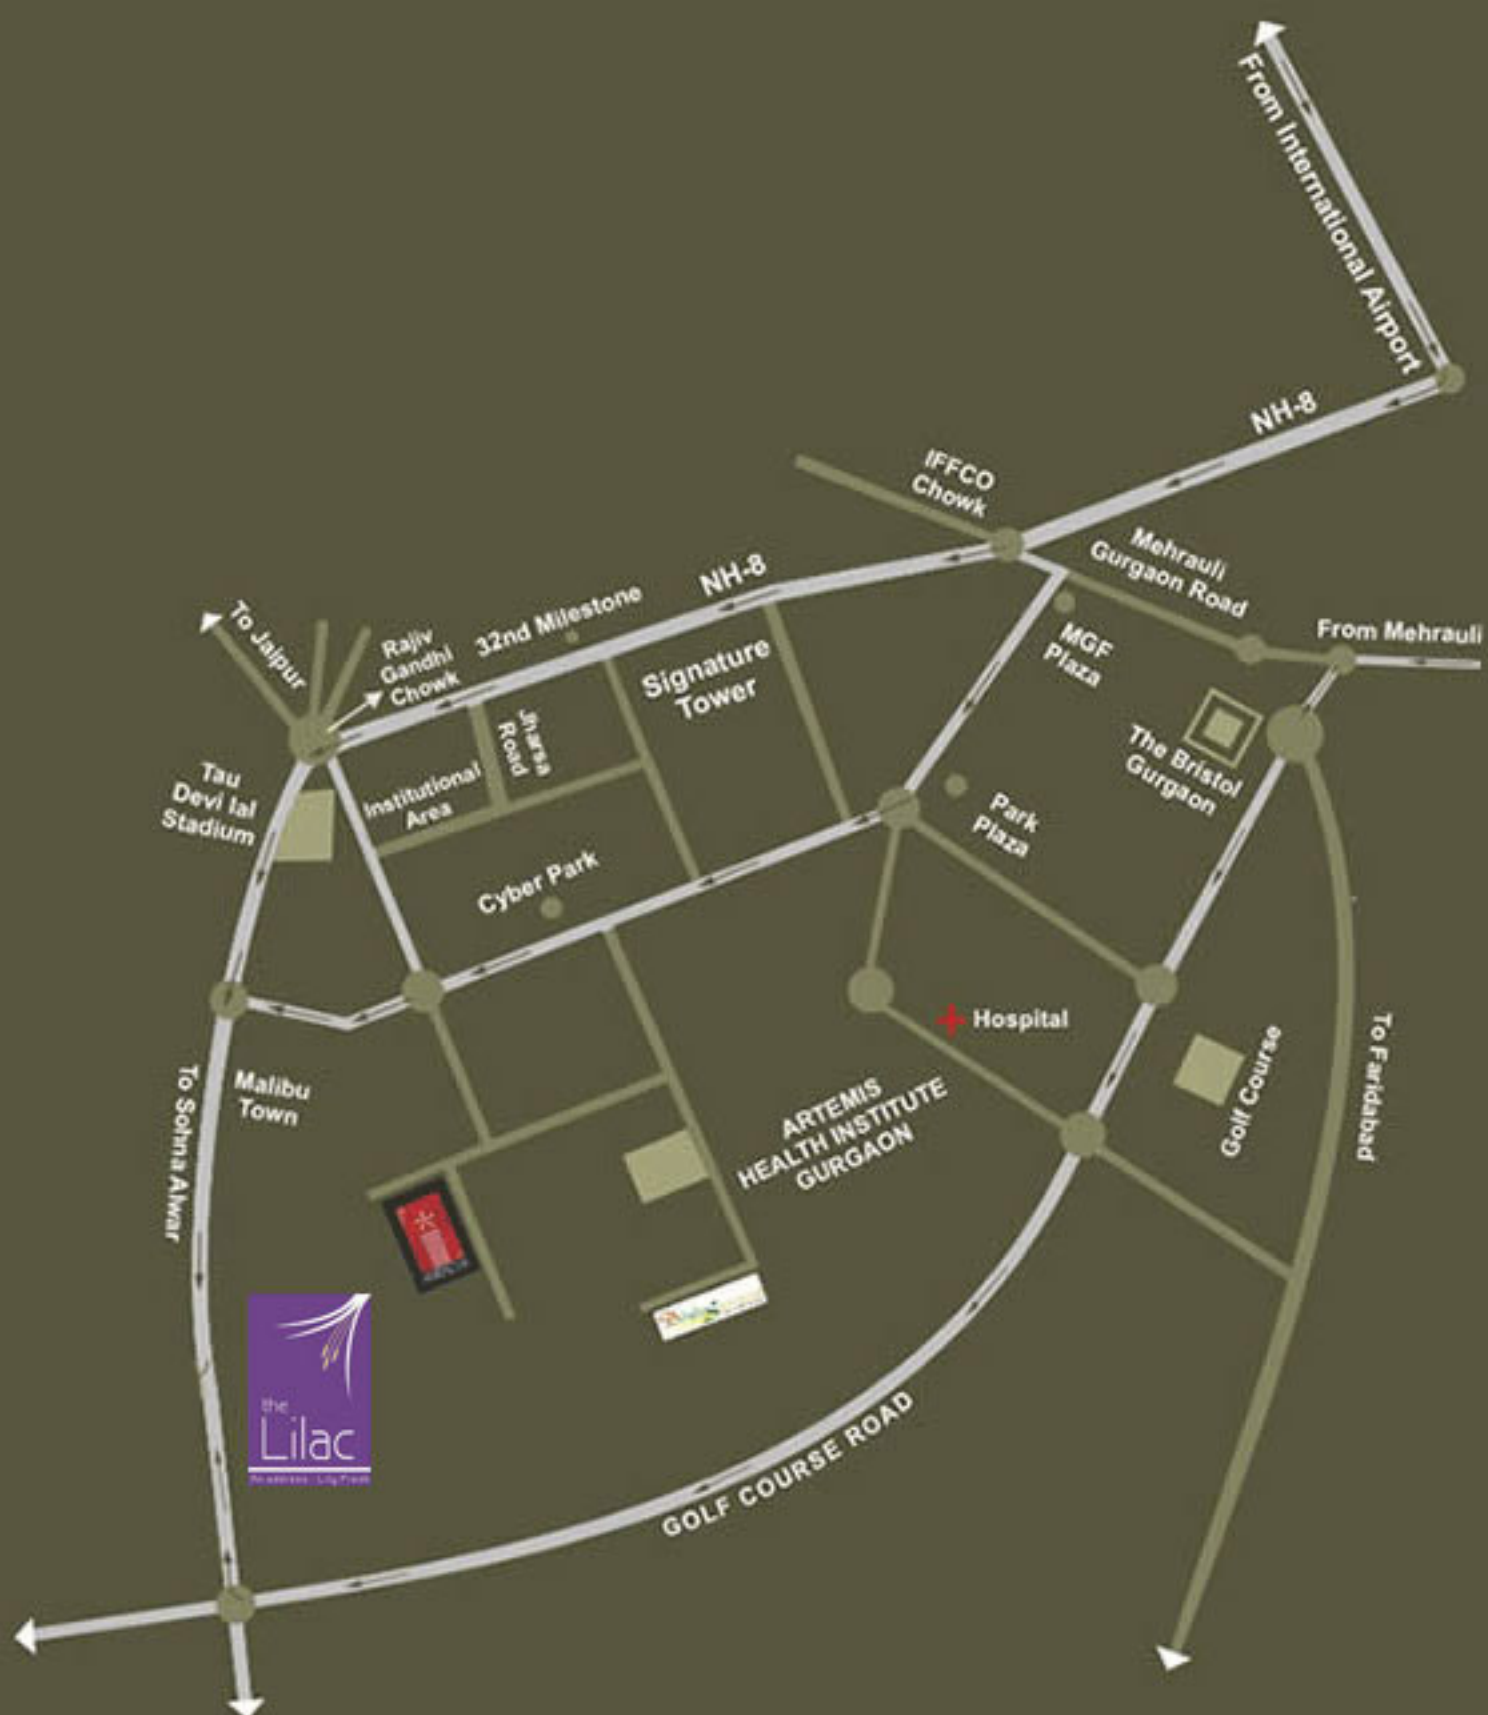 From International Airport
NH-8
IFFCO
Chowk
Mehrauli
Gurgaon Road
From Mehrauli
NH-8
32nd Milestone
To Jaipur
Rajiv
Gandhi
Chowk
Signature
Tower
MGF
Plaza
Jharsa
Road
The Bristol
Gurgaon
Tau
Devi lal
Stadium
Institutional
Area
Park
Plaza
Cyber Park
Hospital
To Faridabad
Golf Course
Malibu
Town
To Sohna Alwar
ARTEMIS
HEALTH INSTITUTE
GURGAON
the
Lilac
GOLF COURSE ROAD